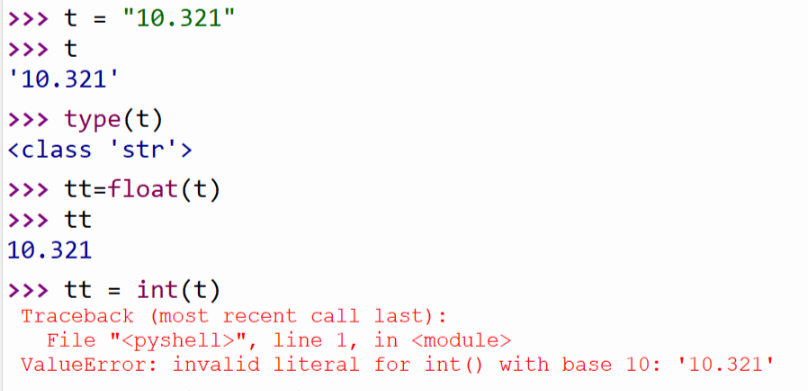 >>> t = "10.321"
>>> t
'10.321'
>>> type(t)
<class 'str'>
>>> tt=float(t)
>>> tt
10.321
>>> tt = int(t)
Traceback (most recent call last):
  File "<pyshell>", line 1, in <module>
ValueError: invalid literal for int() with base 10: '10.321'